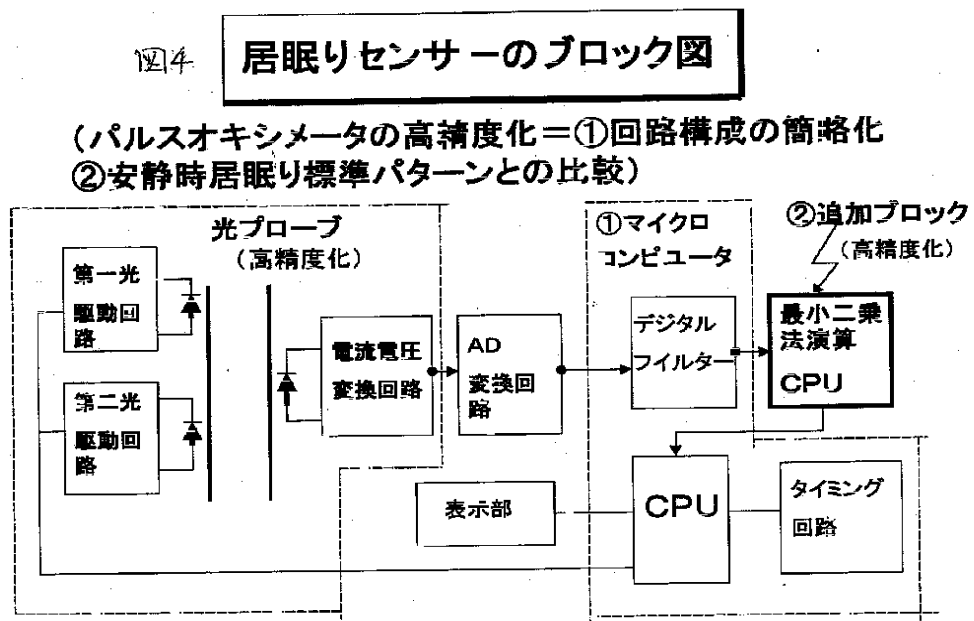 図4
居眠りセンサーのブロック図
(パルスオキシメータの高精度化=①回路構成の簡略化
②安静時居眠り標準パターンとの比較)
光プローブ
(高精度化)
第一光
駆動回
路
第二光
駆動回
路
電流電圧
変換回路
AD
変換回
路
①マイクロ
コンピュータ
デジタル
フイルター
②追加ブロック
(高精度化)
最小二乗
法演算
CPU
表示部
CPU
タイミング
回路